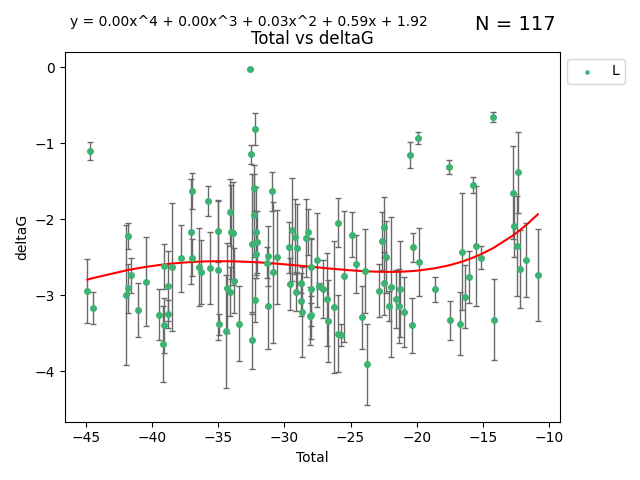 y = 0.00x^4 + 0.00x^3 + 0.03x^2 + 0.59x + 1.92
N = 117
Total vs deltaG
L
0
−1
−2
−3
−4
deltaG
−45 −40 −35 −30 −25 −20 −15 −10
Total